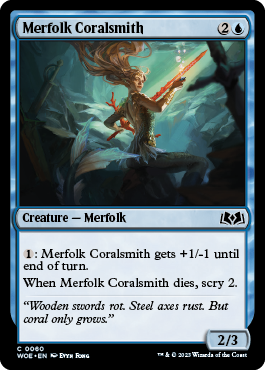 Merfolk Coralsmith 2
Creature — Merfolk
1: Merfolk Coralsmith gets +1/-1 until
end of turn.
When Merfolk Coralsmith dies, scry 2.
“Wooden swords rot. Steel axes rust. But
coral only grows.”
2/3
C 0060
WOE • EN Evyn Fong
™ & © 2023 Wizards of the Coast